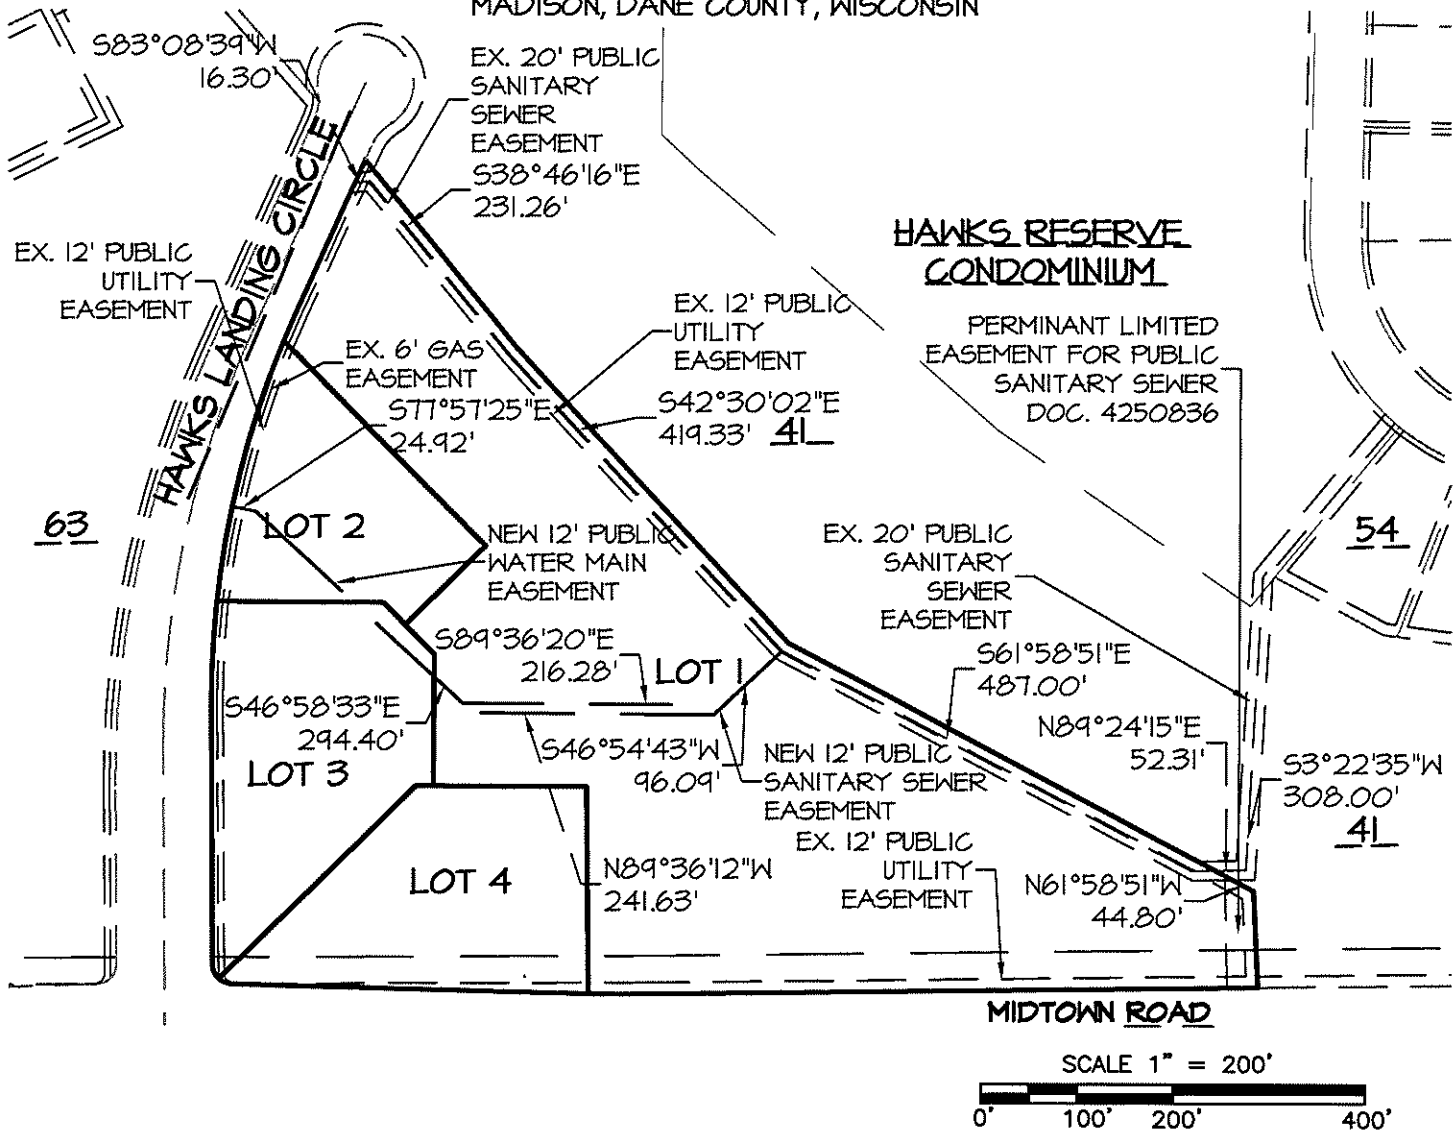 MADISON, DANE COUNTY, WISCONSIN
S83°08'39"W
16.30'
EX. 20' PUBLIC
SANITARY
SEWER
EASEMENT
S38°46'16"E
231.26'
HAWKS LANDING CIRCLE
EX. 12' PUBLIC
UTILITY
EASEMENT
HAWKS RESERVE
CONDOMINIUM
EX. 12' PUBLIC
UTILITY
EASEMENT
PERMINANT LIMITED
EASEMENT FOR PUBLIC
SANITARY SEWER
DOC. 4250836
EX. 6' GAS
EASEMENT
S77°57'25"E
24.92'
S42°30'02"E
419.33'
41
63
LOT 2
NEW 12' PUBLIC
WATER MAIN
EASEMENT
EX. 20' PUBLIC
SANITARY
SEWER
EASEMENT
54
S89°36'20"E
216.28'
LOT 1
S61°58'51"E
487.00'
S46°58'33"E
294.40'
LOT 3
S46°54'43"W
96.09'
NEW 12' PUBLIC
SANITARY SEWER
EASEMENT
N89°24'15"E
52.31'
S3°22'35"W
308.00'
41
EX. 12' PUBLIC
UTILITY
EASEMENT
LOT 4
N89°36'12"W
241.63'
N61°58'51"W
44.80'
MIDTOWN ROAD
SCALE 1" = 200'
0' 100' 200' 400'